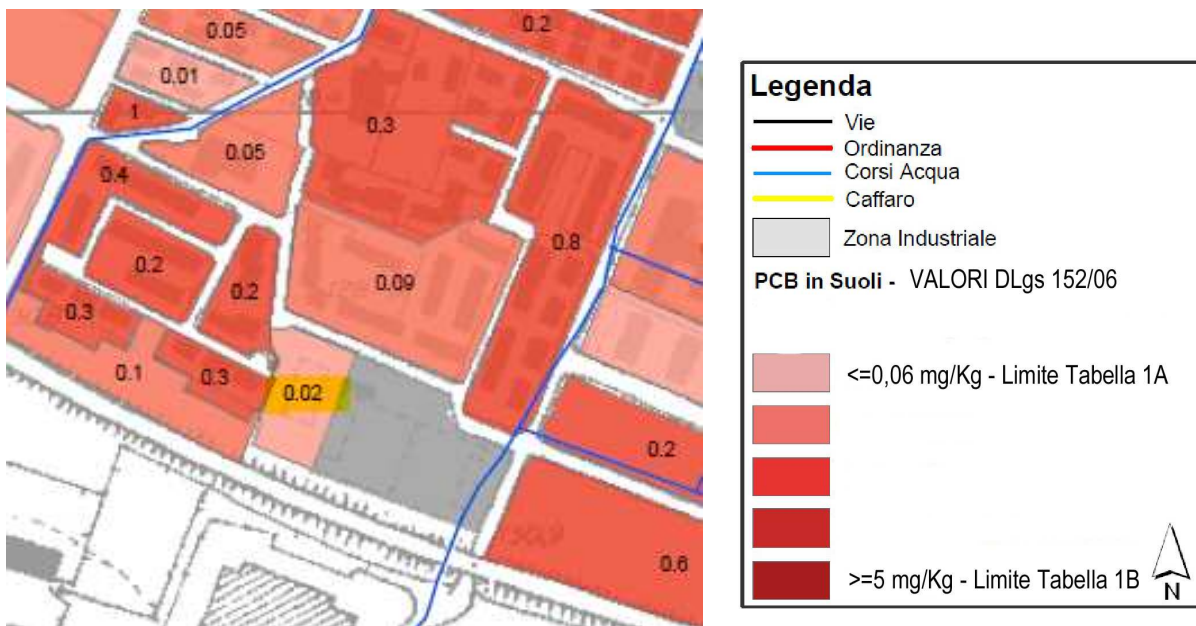 0.05
0.2
0.01
1
0.3
0.05
0.4
0.8
0.2
0.2
0.09
0.3
0.1
0.3
0.02
0.2
0.6
Legenda
Vie
Ordinanza
Corsi Acqua
Caffaro
Zona Industriale
PCB in Suoli - VALORI DLgs 152/06
<=0,06 mg/Kg - Limite Tabella 1A
>=5 mg/Kg - Limite Tabella 1B
N